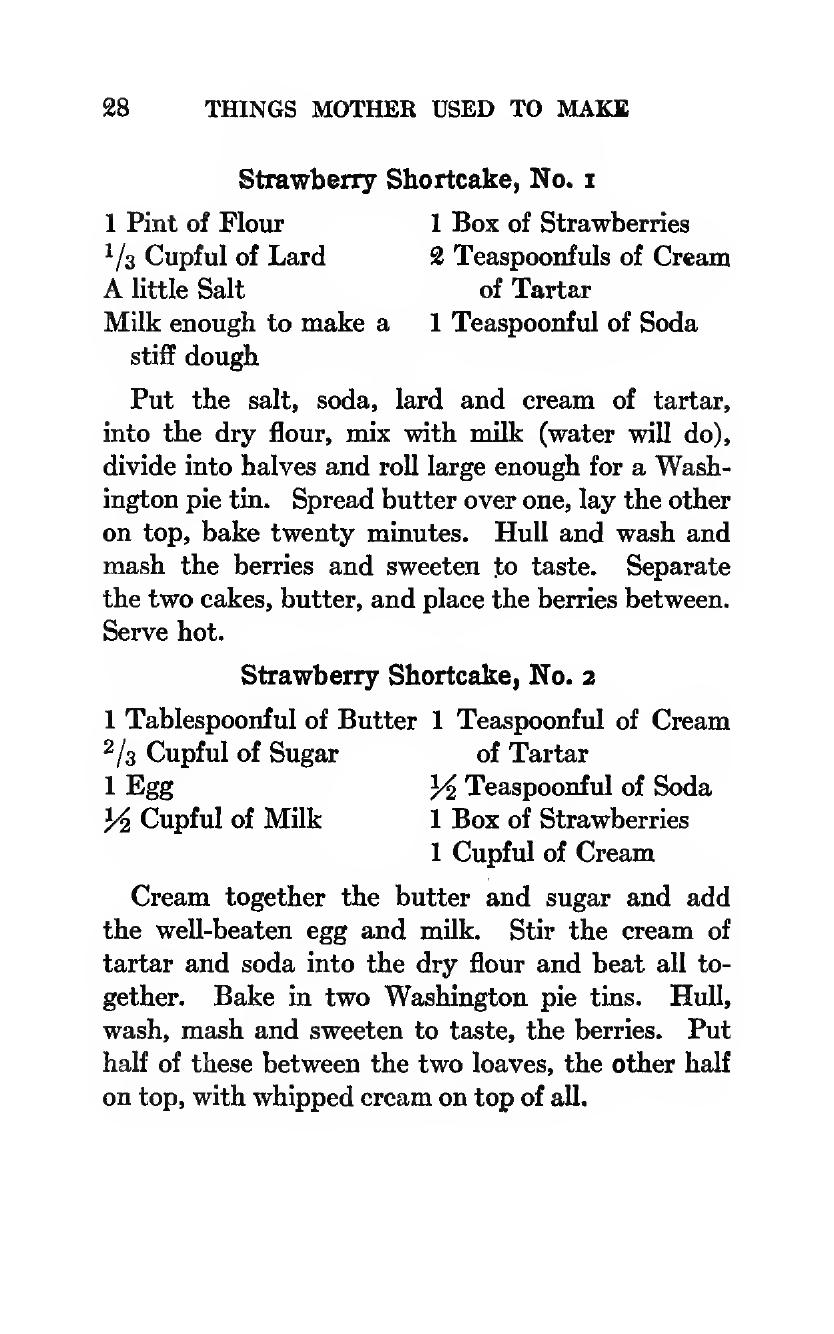 28 THINGS MOTHER USED TO MAKE
Strawberry Shortcake, No. 1
1 Pint of Flour
1/3 Cupful of Lard
A little Salt
Milk enough to make a
stiff dough
1 Box of Strawberries
2 Teaspoonfuls of Cream
of Tartar
1 Teaspoonful of Soda
Put the salt, soda, lard and cream of tartar,
into the dry flour, mix with milk (water will do),
divide into halves and roll large enough for a Wash-
ington pie tin. Spread butter over one, lay the other
on top, bake twenty minutes. Hull and wash and
mash the berries and sweeten to taste. Separate
the two cakes, butter, and place the berries between.
Serve hot.
Strawberry Shortcake, No. 2
1 Tablespoonful of Butter
2/3 Cupful of Sugar
1 Egg
½ Cupful of Milk
1 Teaspoonful of Cream
of Tartar
½ Teaspoonful of Soda
1 Box of Strawberries
1 Cupful of Cream
Cream together the butter and sugar and add
the well-beaten egg and milk. Stir the cream of
tartar and soda into the dry flour and beat all to-
gether. Bake in two Washington pie tins. Hull,
wash, mash and sweeten to taste, the berries. Put
half of these between the two loaves, the other half
on top, with whipped cream on top of all.